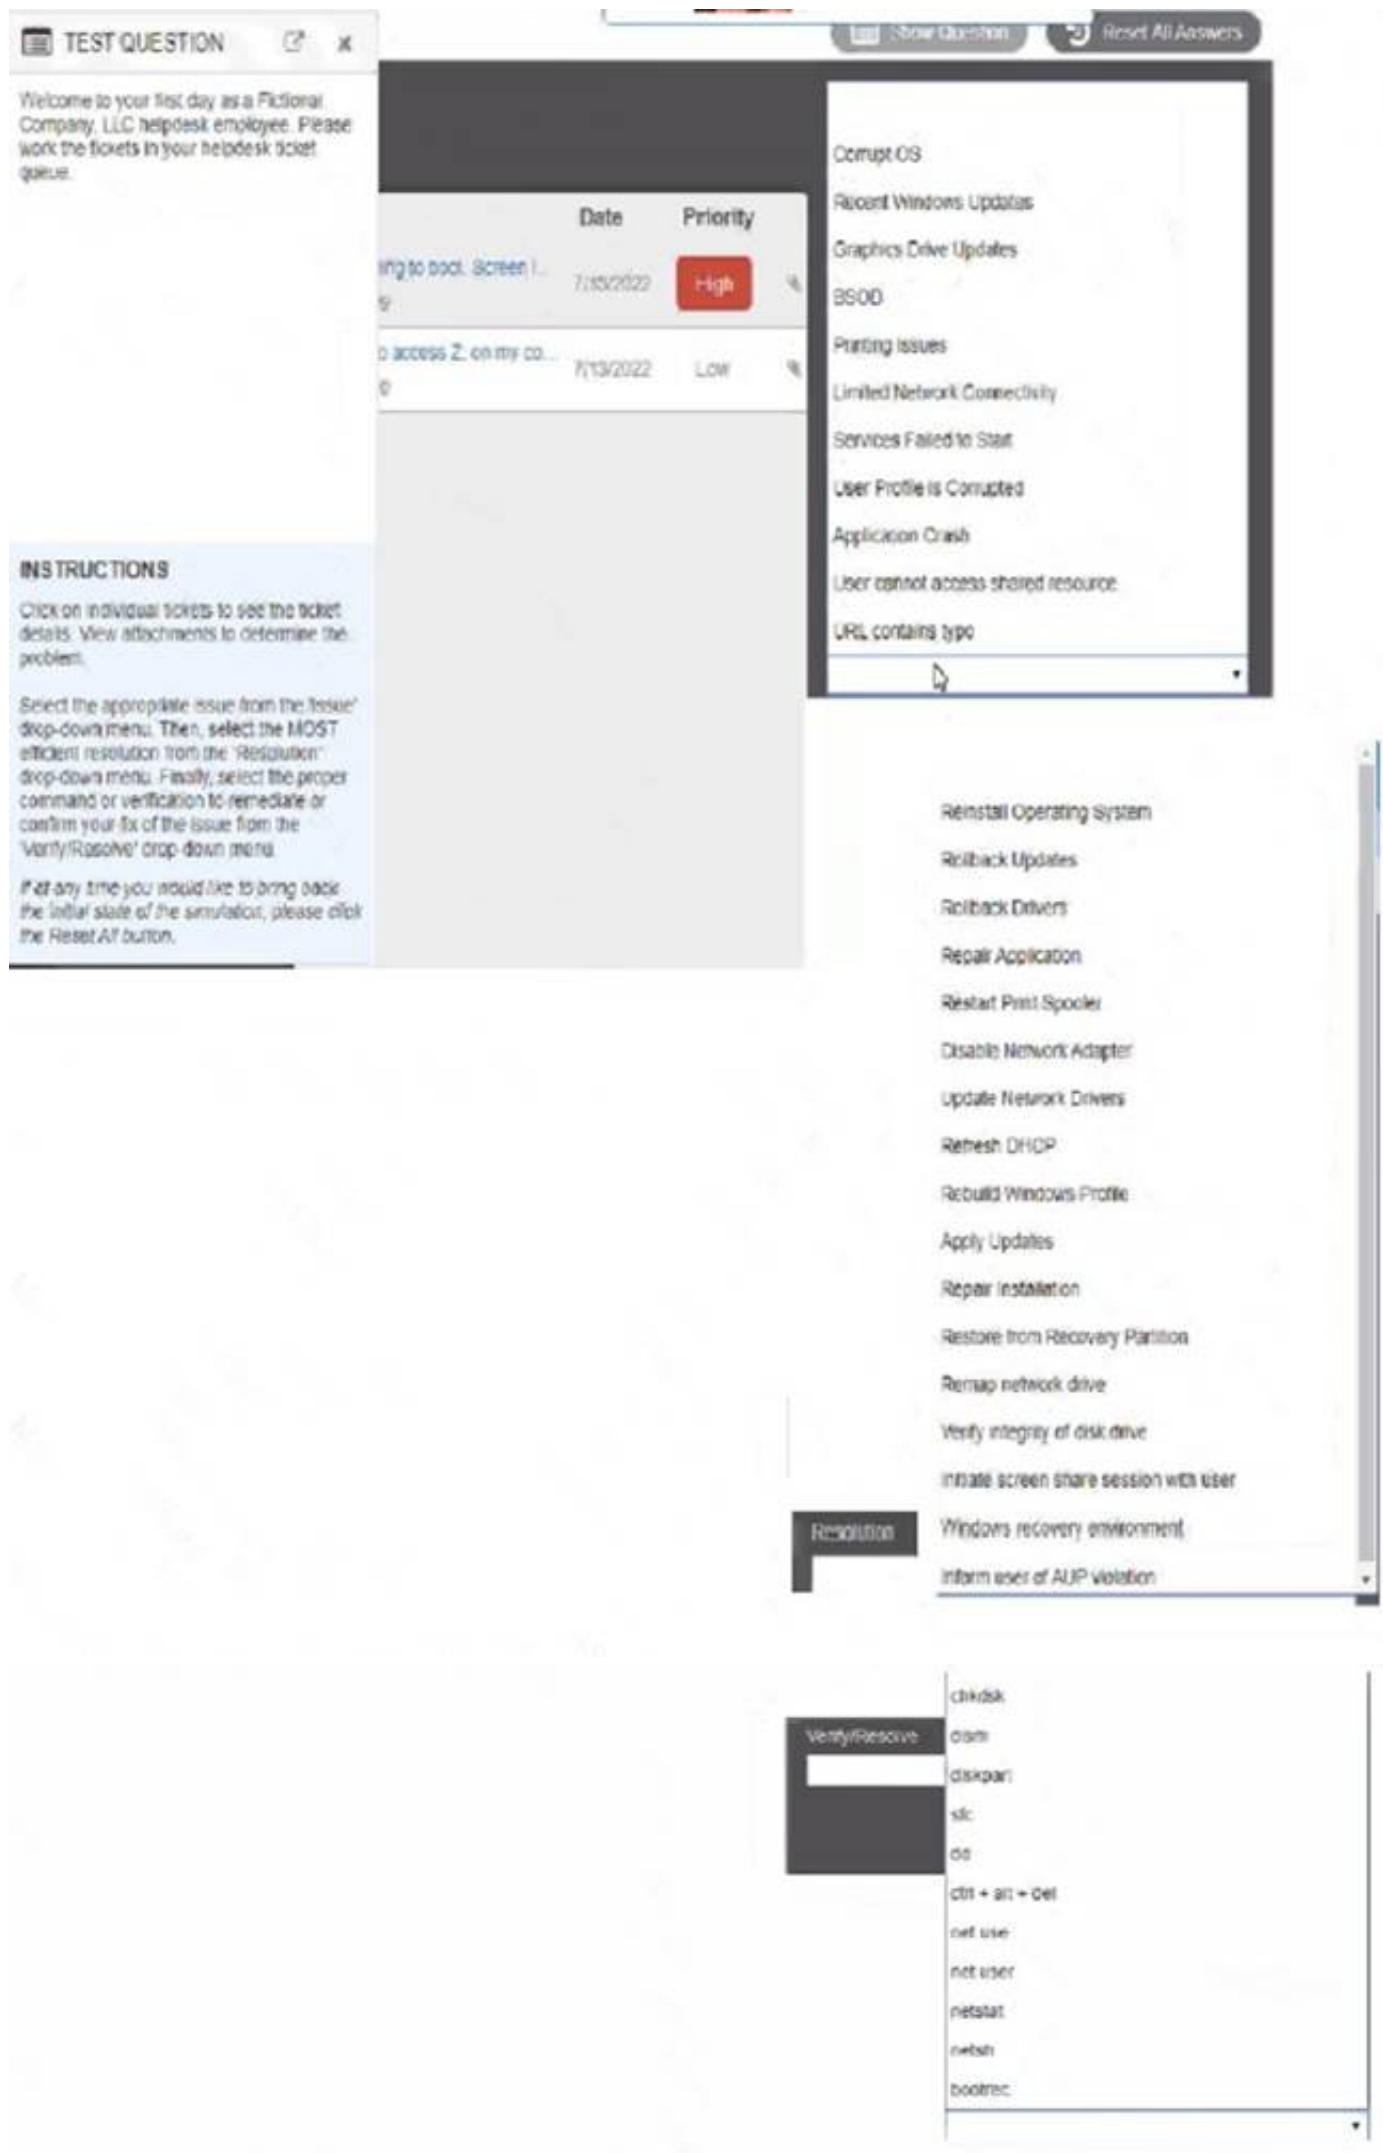 TEST QUESTION
Show Question
Reset All Answers
Welcome to your first day as a Fictional
Company, LLC helpdesk employee. Please
work the tickets in your helpdesk ticket
queue.
Date
Priority
ing to boot. Screen l...
7/15/2022
High
o access Z: on my co...
7/13/2022
Low
Corrupt OS
Recent Windows Updates
Graphics Drive Updates
BSOD
Printing Issues
Limited Network Connectivity
Services Failed to Start
User Profile is Corrupted
Application Crash
User cannot access shared resource
URL contains typo
INSTRUCTIONS
Click on individual tickets to see the ticket
details. View attachments to determine the
problem.
Select the appropriate issue from the 'Issue'
drop-down menu. Then, select the MOST
efficient resolution from the 'Resolution'
drop-down menu. Finally, select the proper
command or verification to remediate or
confirm your fix of the issue from the
'Verify/Resolve' drop-down menu
If at any time you would like to bring back
the initial state of the simulation, please click
the Reset All button.
Reinstall Operating System
Rollback Updates
Rollback Drivers
Repair Application
Restart Print Spooler
Disable Network Adapter
Update Network Drivers
Refresh DHCP
Rebuild Windows Profile
Apply Updates
Repair Installation
Restore from Recovery Partition
Remap network drive
Verify integrity of disk drive
Initiate screen share session with user
Resolution
Windows recovery environment
Inform user of AUP violation
chkdsk
Verify/Resolve
dism
diskpart
sfc
dd
ctrl + alt + del
net use
net user
netstat
netsh
bootrec